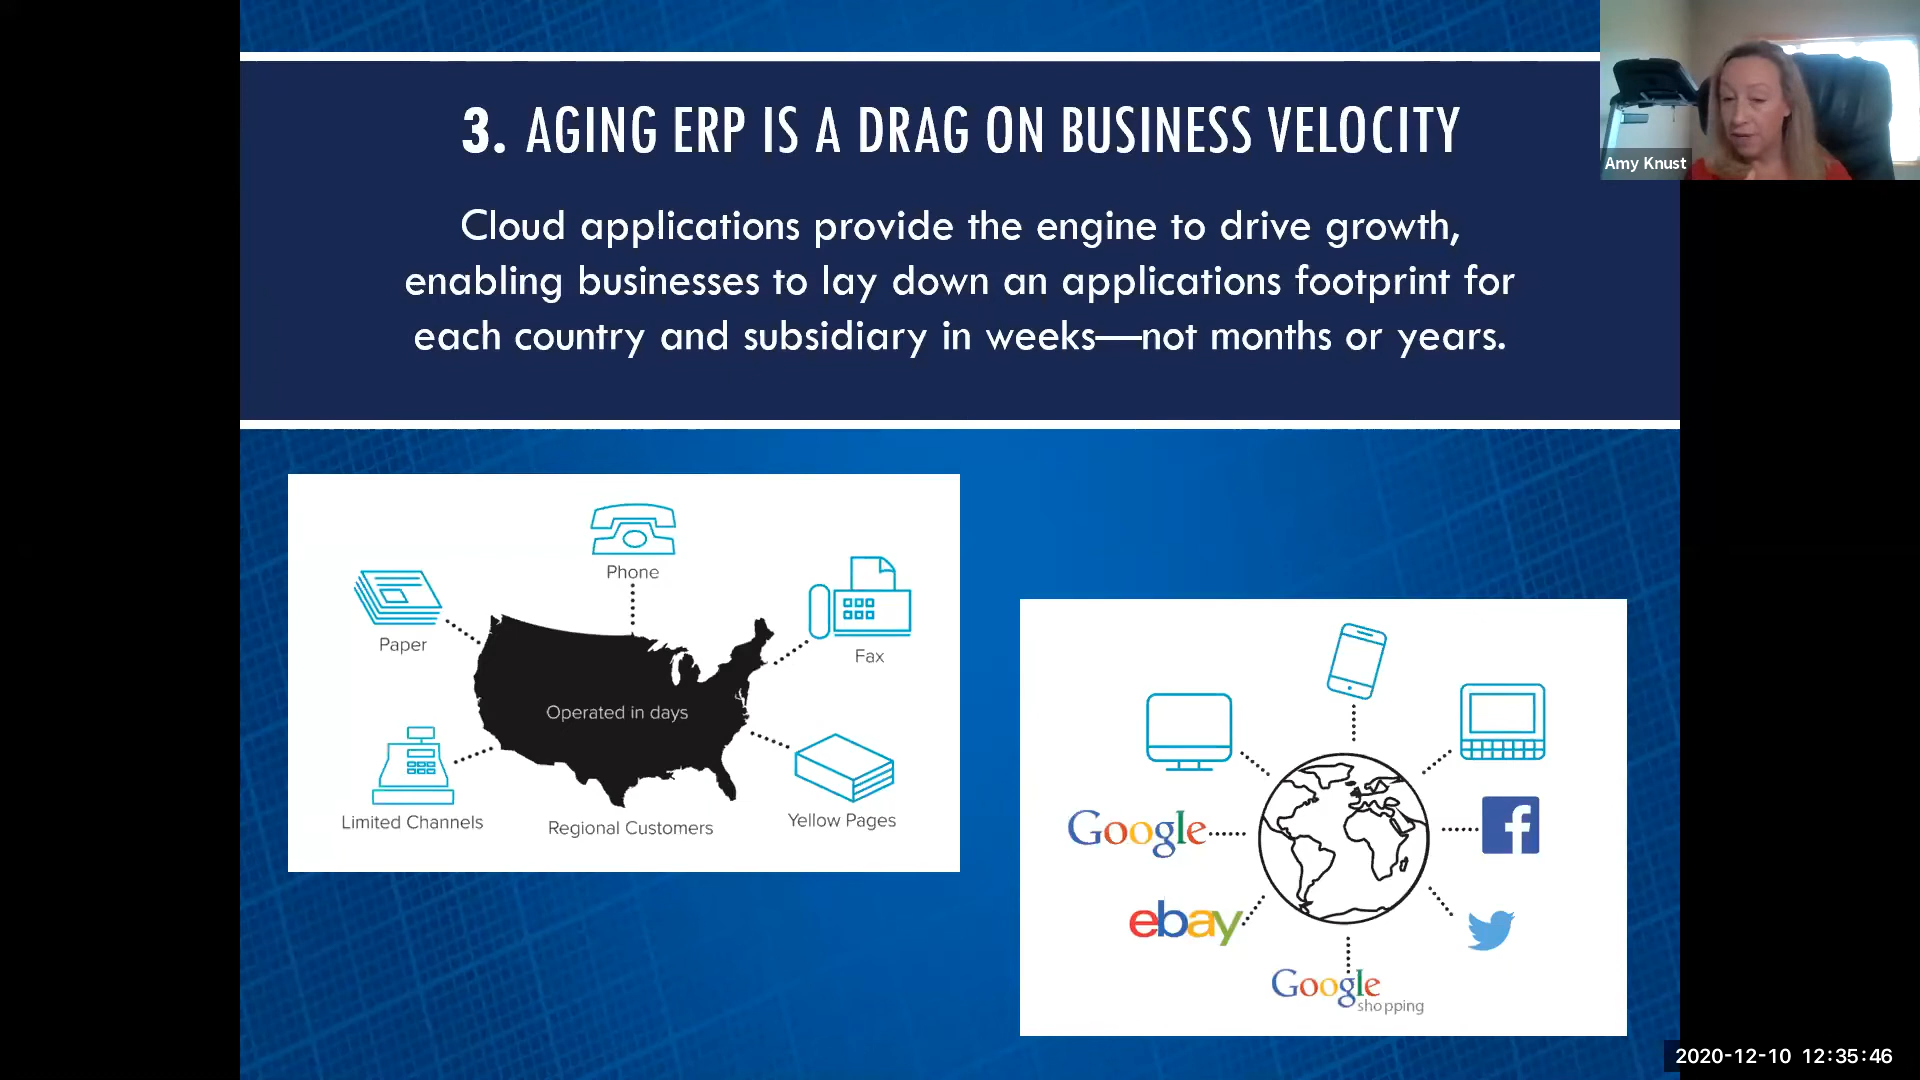 3. AGING ERP IS A DRAG ON BUSINESS VELOCITY
Cloud applications provide the engine to drive growth,
enabling businesses to lay down an applications footprint for
each country and subsidiary in weeks—not months or years.
Amy Knust
Phone
Paper
Fax
Operated in days
Limited Channels
Regional Customers
Yellow Pages
Google
f
ebay
Google
shopping
2020-12-10 12:35:46